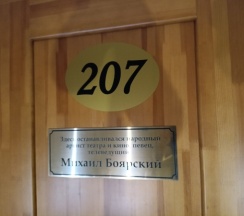 207
Здесь останавливался народный
артист театра и кино, певец,
телеведущий
Михаил Боярский